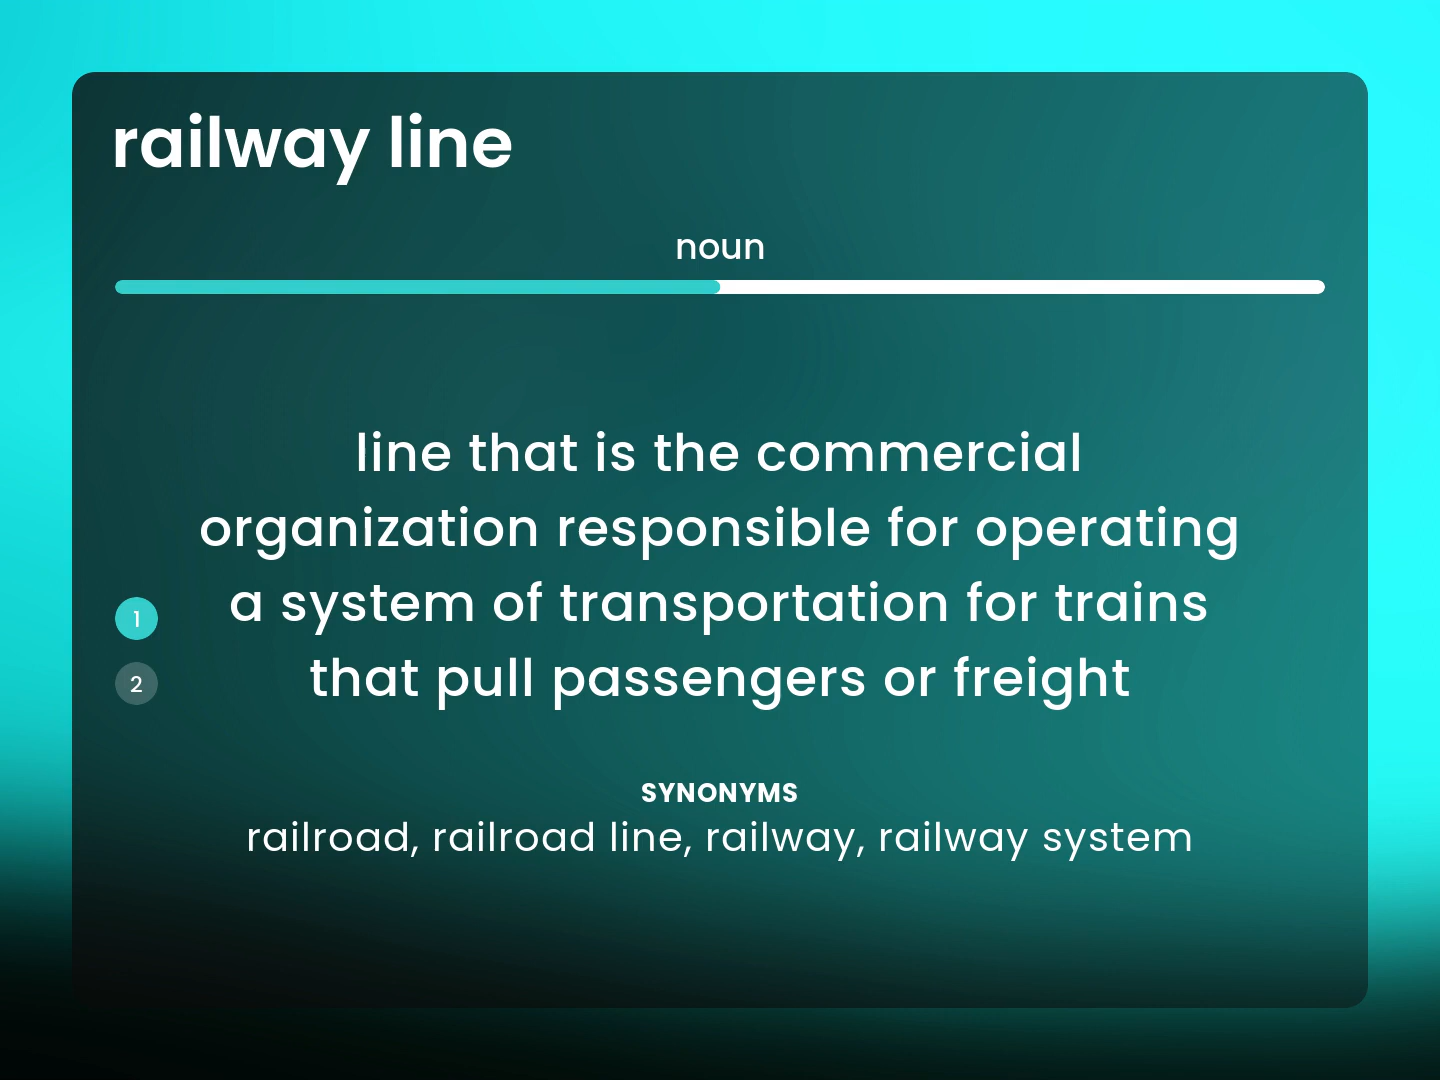 railway line
noun
line that is the commercial
organization responsible for operating
a system of transportation for trains
that pull passengers or freight
1
2
SYNONYMS
railroad, railroad line, railway, railway system